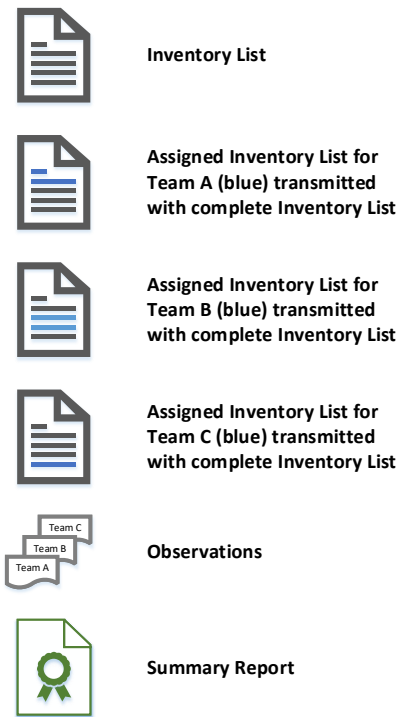 Inventory List
Assigned Inventory List for
Team A (blue) transmitted
with complete Inventory List
Assigned Inventory List for
Team B (blue) transmitted
with complete Inventory List
Assigned Inventory List for
Team C (blue) transmitted
with complete Inventory List
Team C
Team B
Team A
Observations
Summary Report